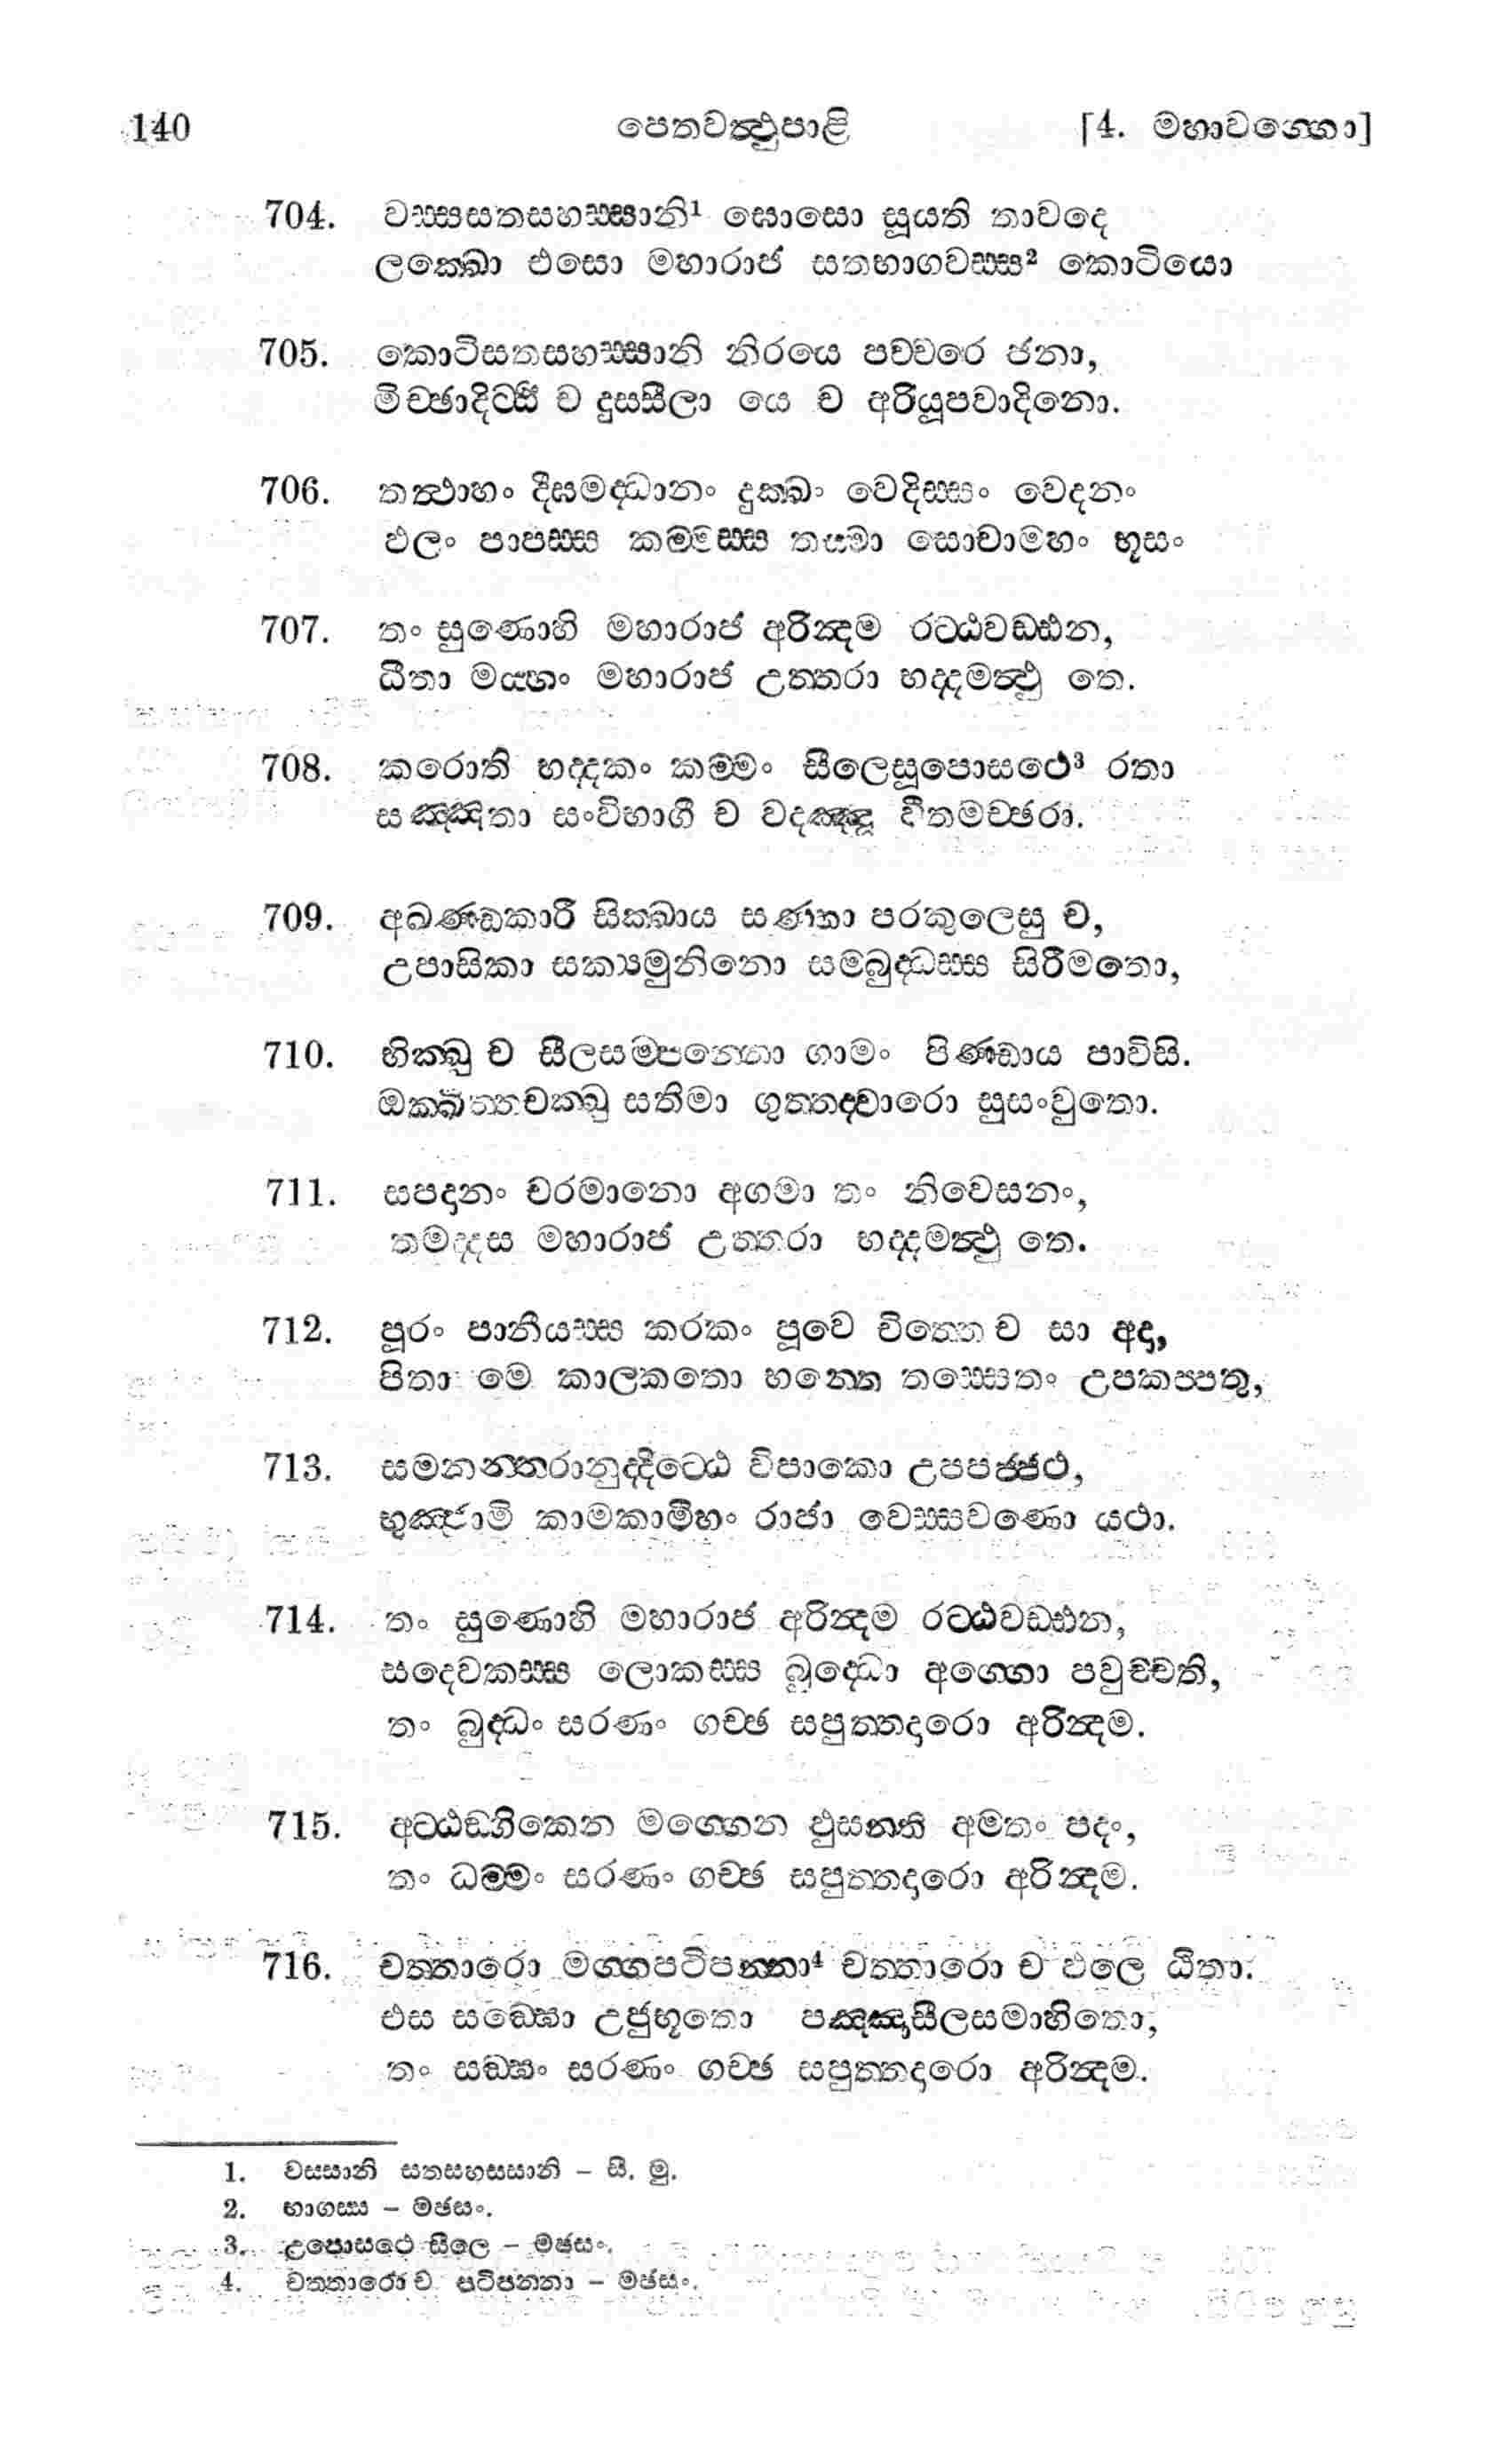 140 පෙතවත්ථුපාළි [4. මහාවග්ගො]
704. වස්සසතසහස්සානි¹ ඝොසො සූයති තාවදෙ
ලක්ඛො එසො මහාරාජ සතභාගවස්ස² කොටියො
705. කොටිසතසහස්සානි නිරයෙ පච්චරෙ ජනා,
මිච්ඡාදිට්ඨී ච දුස්සීලා යෙ ච අරියූපවාදිනො.
706. තත්ථාහං දීඝමද්ධානං දුක්ඛං වෙදිස්සං වෙදනං
ඵලං පාපස්ස කම්මස්ස තස්මා සොචාමහං භූසං
707. තං සුණොහි මහාරාජ අරින්දම රට්ඨවඩ්ඪන,
ධීතා මය්හං මහාරාජ උත්තරා භද්දමත්ථු තෙ.
708. කරොති භද්දකං කම්මං සීලෙසූපොසථෙ³ රතා
සඤ්ඤතා සංවිභාගී ච වදඤ්ඤූ වීතමච්ඡරා.
709. අඛණ්ඩකාරී සික්ඛාය සුණ්හා පරකුලෙසු ච,
උපාසිකා සක්‍යමුනිනො සම්බුද්ධස්ස සිරීමතො,
710. භික්ඛු ච සීලසම්පන්නො ගාමං පිණ්ඩාය පාවිසි.
ඔක්ඛිත්තචක්ඛු සතිමා ගුත්තද්වාරො සුසංවුතො.
711. සපදානං චරමානො අගමා තං නිවෙසනං,
තමද්දස මහාරාජ උත්තරා භද්දමත්ථු තෙ.
712. පූරං පානීයස්ස කරකං පූවෙ චිත්තෙ ච සා අදා,
පිතා මෙ කාලකතො භන්තෙ තස්සෙතං උපකප්පතු,
713. සමනන්තරානුද්දිට්ඨෙ විපාකො උපපජ්ජථ,
භුඤ්ජාමි කාමකාමීහං රාජා වෙස්සවණො යථා.
714. තං සුණොහි මහාරාජ අරින්දම රට්ඨවඩ්ඪන,
සදෙවකස්ස ලොකස්ස බුද්ධො අග්ගො පවුච්චති,
තං බුද්ධං සරණං ගච්ඡ සපුත්තදාරො අරින්දම.
715. අට්ඨඞ්ගිකෙන මග්ගෙන ඵුසන්ති අමතං පදං,
තං ධම්මං සරණං ගච්ඡ සපුත්තදාරො අරින්දම.
716. චත්තාරො මග්ගපටිපන්නා⁴ චත්තාරො ච ඵලෙ ඨිතා.
එස සඞ්ඝො උජුභූතො පඤ්ඤාසීලසමාහිතො,
තං සඞ්ඝං සරණං ගච්ඡ සපුත්තදාරො අරින්දම.
1. වස්සානි සතසහස්සානි – සී. මු.
2. භාගස්ස – මඡසං.
3. උපොසථෙ සීලෙ – මඡසං.
4. චත්තාරො ච පටිපන්නා – මඡසං.